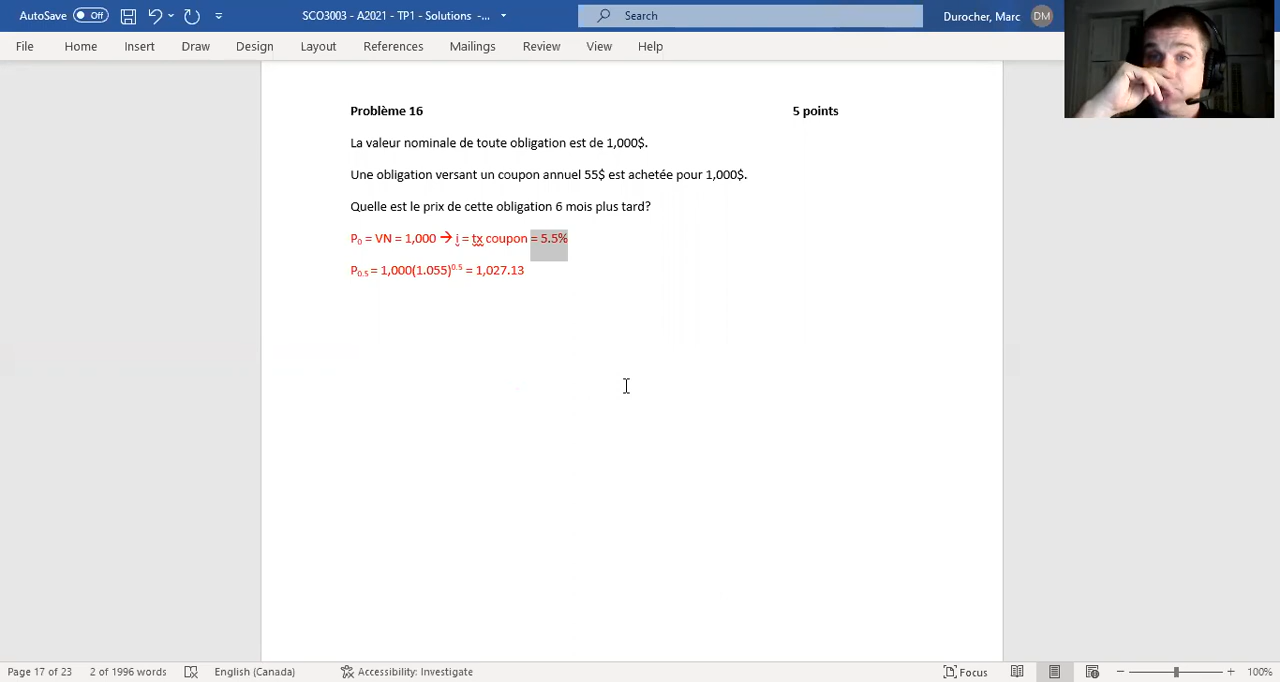 AutoSave Off SCO3003 - A2021 - TP1 - Solutions -... Search Durocher, Marc DM
File Home Insert Draw Design Layout References Mailings Review View Help
Problème 16 5 points
La valeur nominale de toute obligation est de 1,000$.
Une obligation versant un coupon annuel 55$ est achetée pour 1,000$.
Quelle est le prix de cette obligation 6 mois plus tard?
P₀ = VN = 1,000 → i = tx coupon = 5.5%
P₀.₅ = 1,000(1.055)⁰·⁵ = 1,027.13
Page 17 of 23 2 of 1996 words English (Canada) Accessibility: Investigate Focus 100%